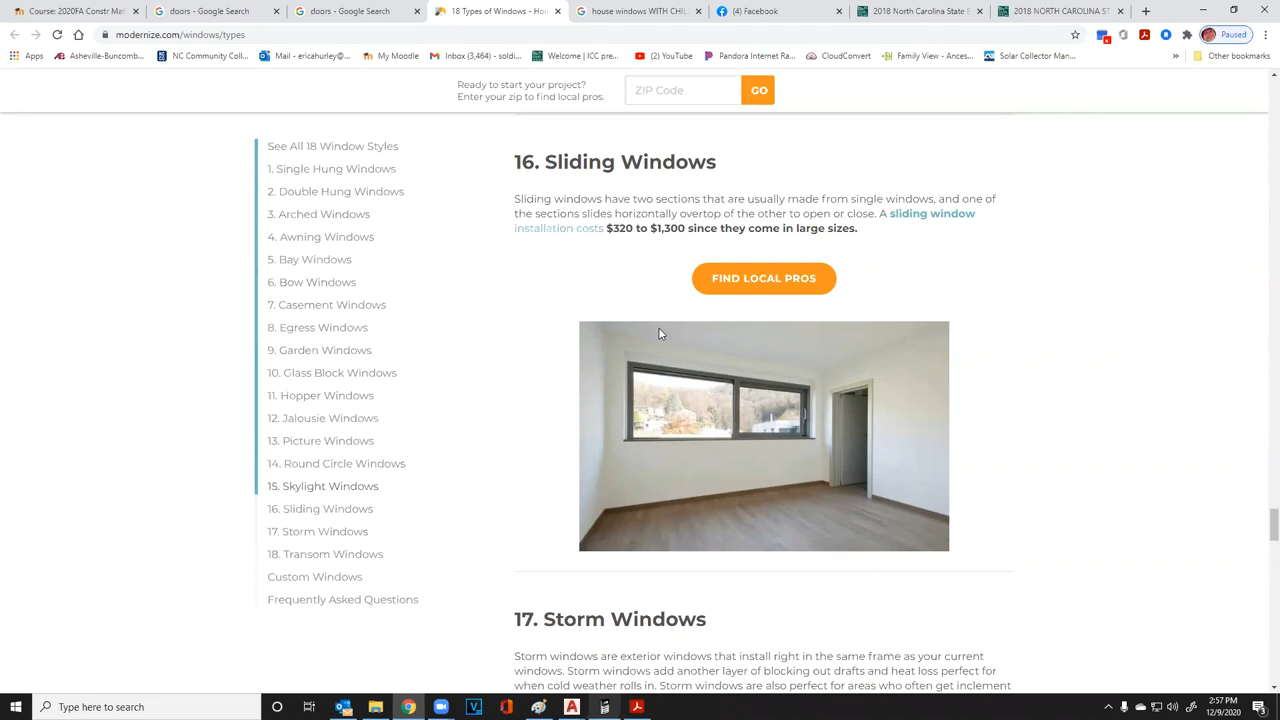 Course: 2020FA Constr Mat
doors - Google Search
doors - Google Search
18 Types of Windows - Hom
house windows WITH CHIL
(4) Facebook
2018 North Carolina State B
2018 NORTH CAROLINA ST
modernize.com/windows/types
Paused
Apps
Asheville-Buncomb...
NC Community Coll...
Mail - ericahurley@...
My Moodle
Inbox (3,464) - soldi...
Welcome | ICC pre...
(2) YouTube
Pandora Internet Ra...
CloudConvert
Family View - Ances...
Solar Collector Man...
»
Other bookmarks
Ready to start your project?
Enter your zip to find local pros.
ZIP Code
GO
See All 18 Window Styles
1. Single Hung Windows
2. Double Hung Windows
3. Arched Windows
4. Awning Windows
5. Bay Windows
6. Bow Windows
7. Casement Windows
8. Egress Windows
9. Garden Windows
10. Glass Block Windows
11. Hopper Windows
12. Jalousie Windows
13. Picture Windows
14. Round Circle Windows
15. Skylight Windows
16. Sliding Windows
17. Storm Windows
18. Transom Windows
Custom Windows
Frequently Asked Questions
16. Sliding Windows
Sliding windows have two sections that are usually made from single windows, and one of
the sections slides horizontally overtop of the other to open or close. A sliding window
installation costs $320 to $1,300 since they come in large sizes.
FIND LOCAL PROS
17. Storm Windows
Storm windows are exterior windows that install right in the same frame as your current
windows. Storm windows add another layer of blocking out drafts and heat loss perfect for
when cold weather rolls in. Storm windows are also perfect for areas who often get inclement
Type here to search
2:57 PM
12/9/2020